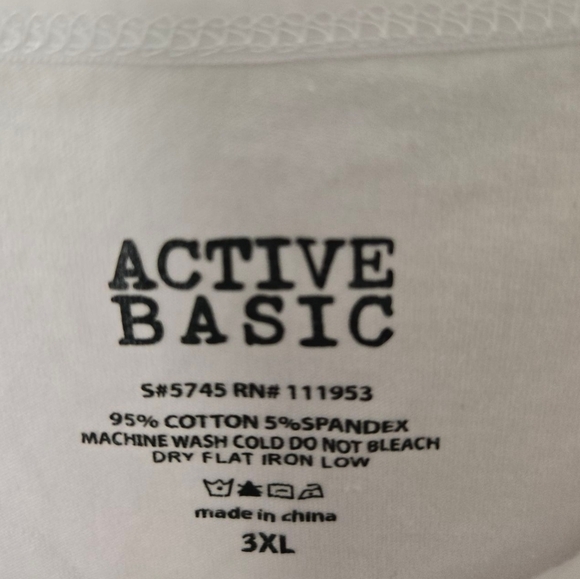 ACTIVE
BASIC
S#5745 RN# 111953
95% COTTON 5%SPANDEX
MACHINE WASH COLD DO NOT BLEACH
DRY FLAT IRON LOW
made in china
3XL